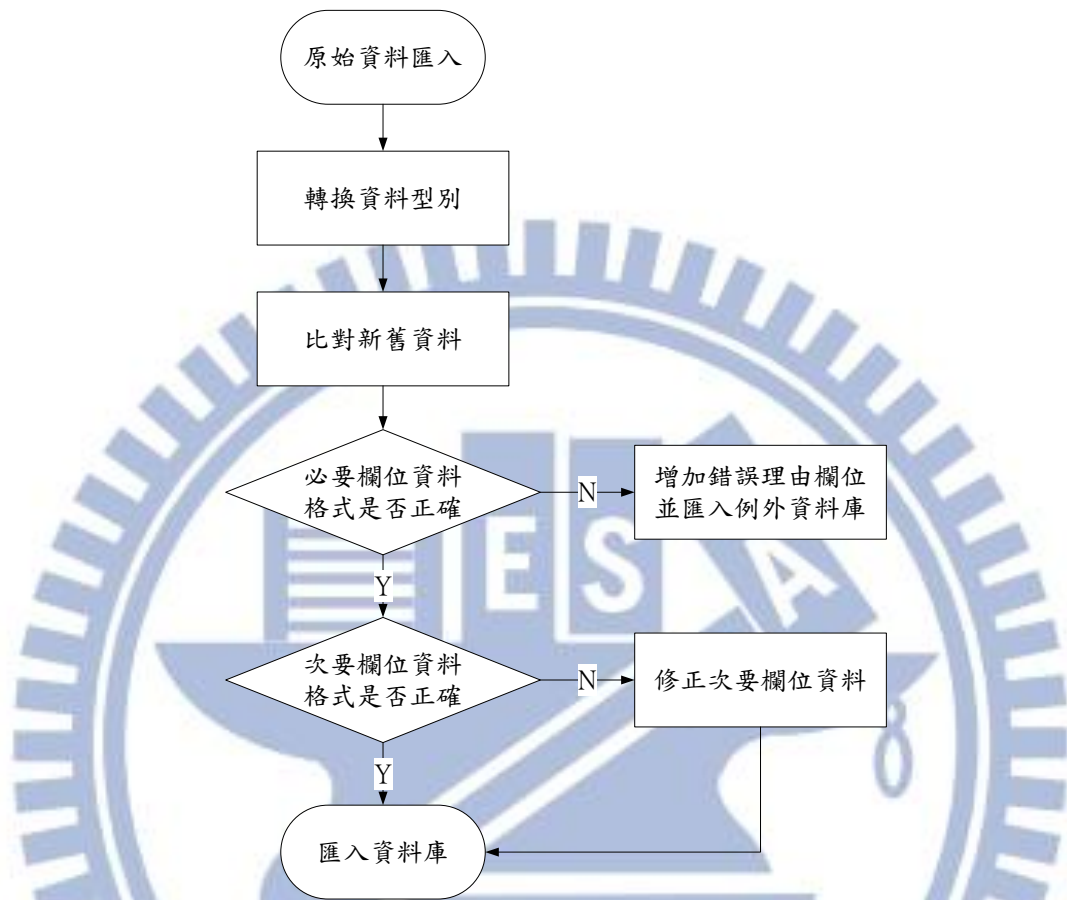 原始資料匯入
轉換資料型別
比對新舊資料
必要欄位資料
格式是否正確
N
增加錯誤理由欄位
並匯入例外資料庫
Y
E S A
次要欄位資料
格式是否正確
N
修正次要欄位資料
Y
8
匯入資料庫